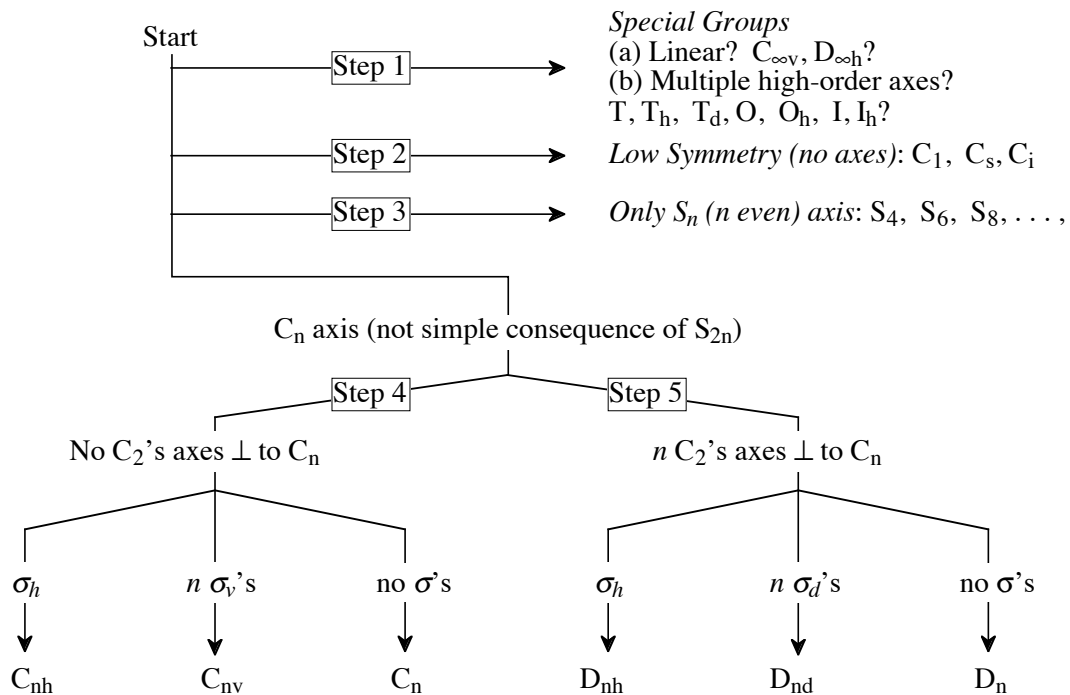 Start
Special Groups
Step 1
(a) Linear? C∞v, D∞h?
(b) Multiple high-order axes?
T, Th, Td, O, Oh, I, Ih?
Step 2
Low Symmetry (no axes): C1, Cs, Ci
Step 3
Only Sn (n even) axis: S4, S6, S8, . . . ,
Cn axis (not simple consequence of S2n)
Step 4
Step 5
No C2's axes ⊥ to Cn
n C2's axes ⊥ to Cn
σh
n σv's
no σ's
σh
n σd's
no σ's
Cnh
Cnv
Cn
Dnh
Dnd
Dn